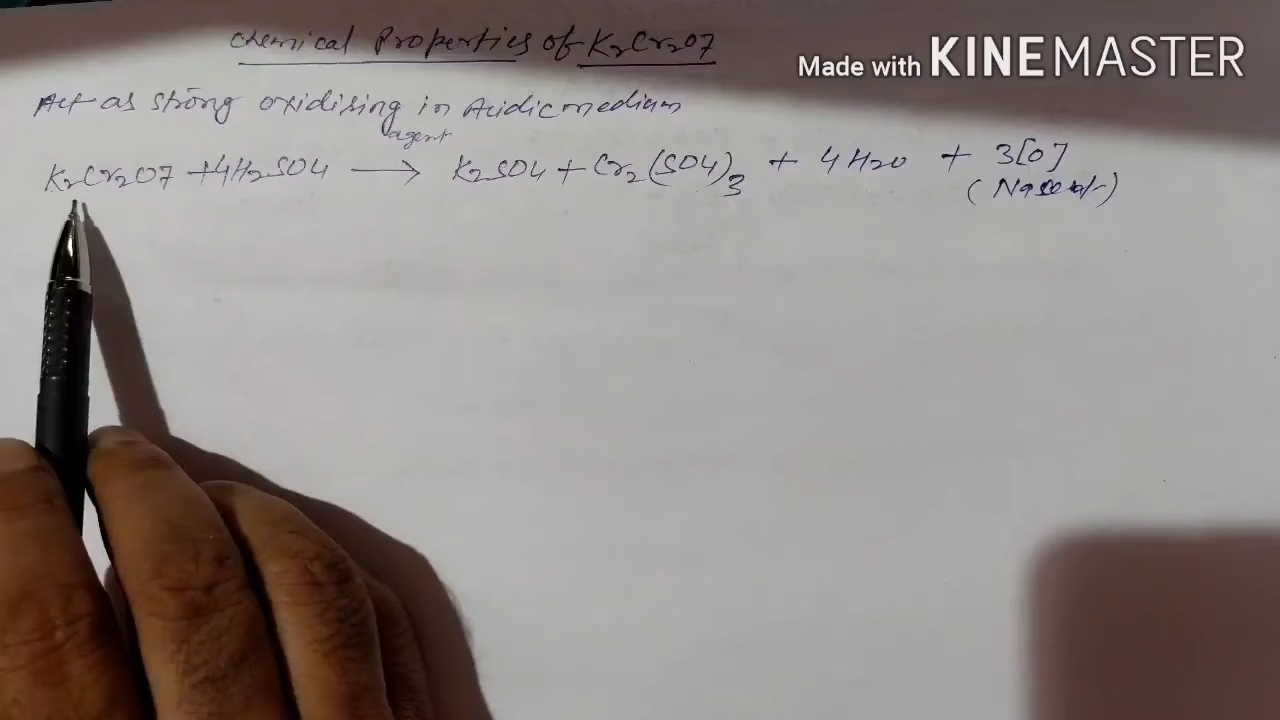 chemical Properties of K2Cr2O7
Made with KINEMASTER
Act as strong oxidising in Acidic medium
agent
K2Cr2O7 + 4H2SO4 → K2SO4 + Cr2(SO4)3 + 4H2O + 3[O]
(Nascent)